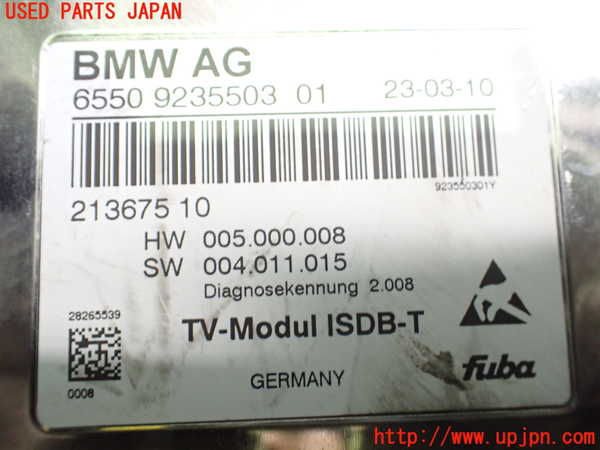 USED PARTS JAPAN
BMW AG
6550 9235503 01 23-03-10
923550301Y
213675 10
HW 005.000.008
SW 004.011.015
Diagnosekennung 2.008
28265539
TV-Modul ISDB-T
0008
GERMANY
fuba
http://www.upjpn.com/